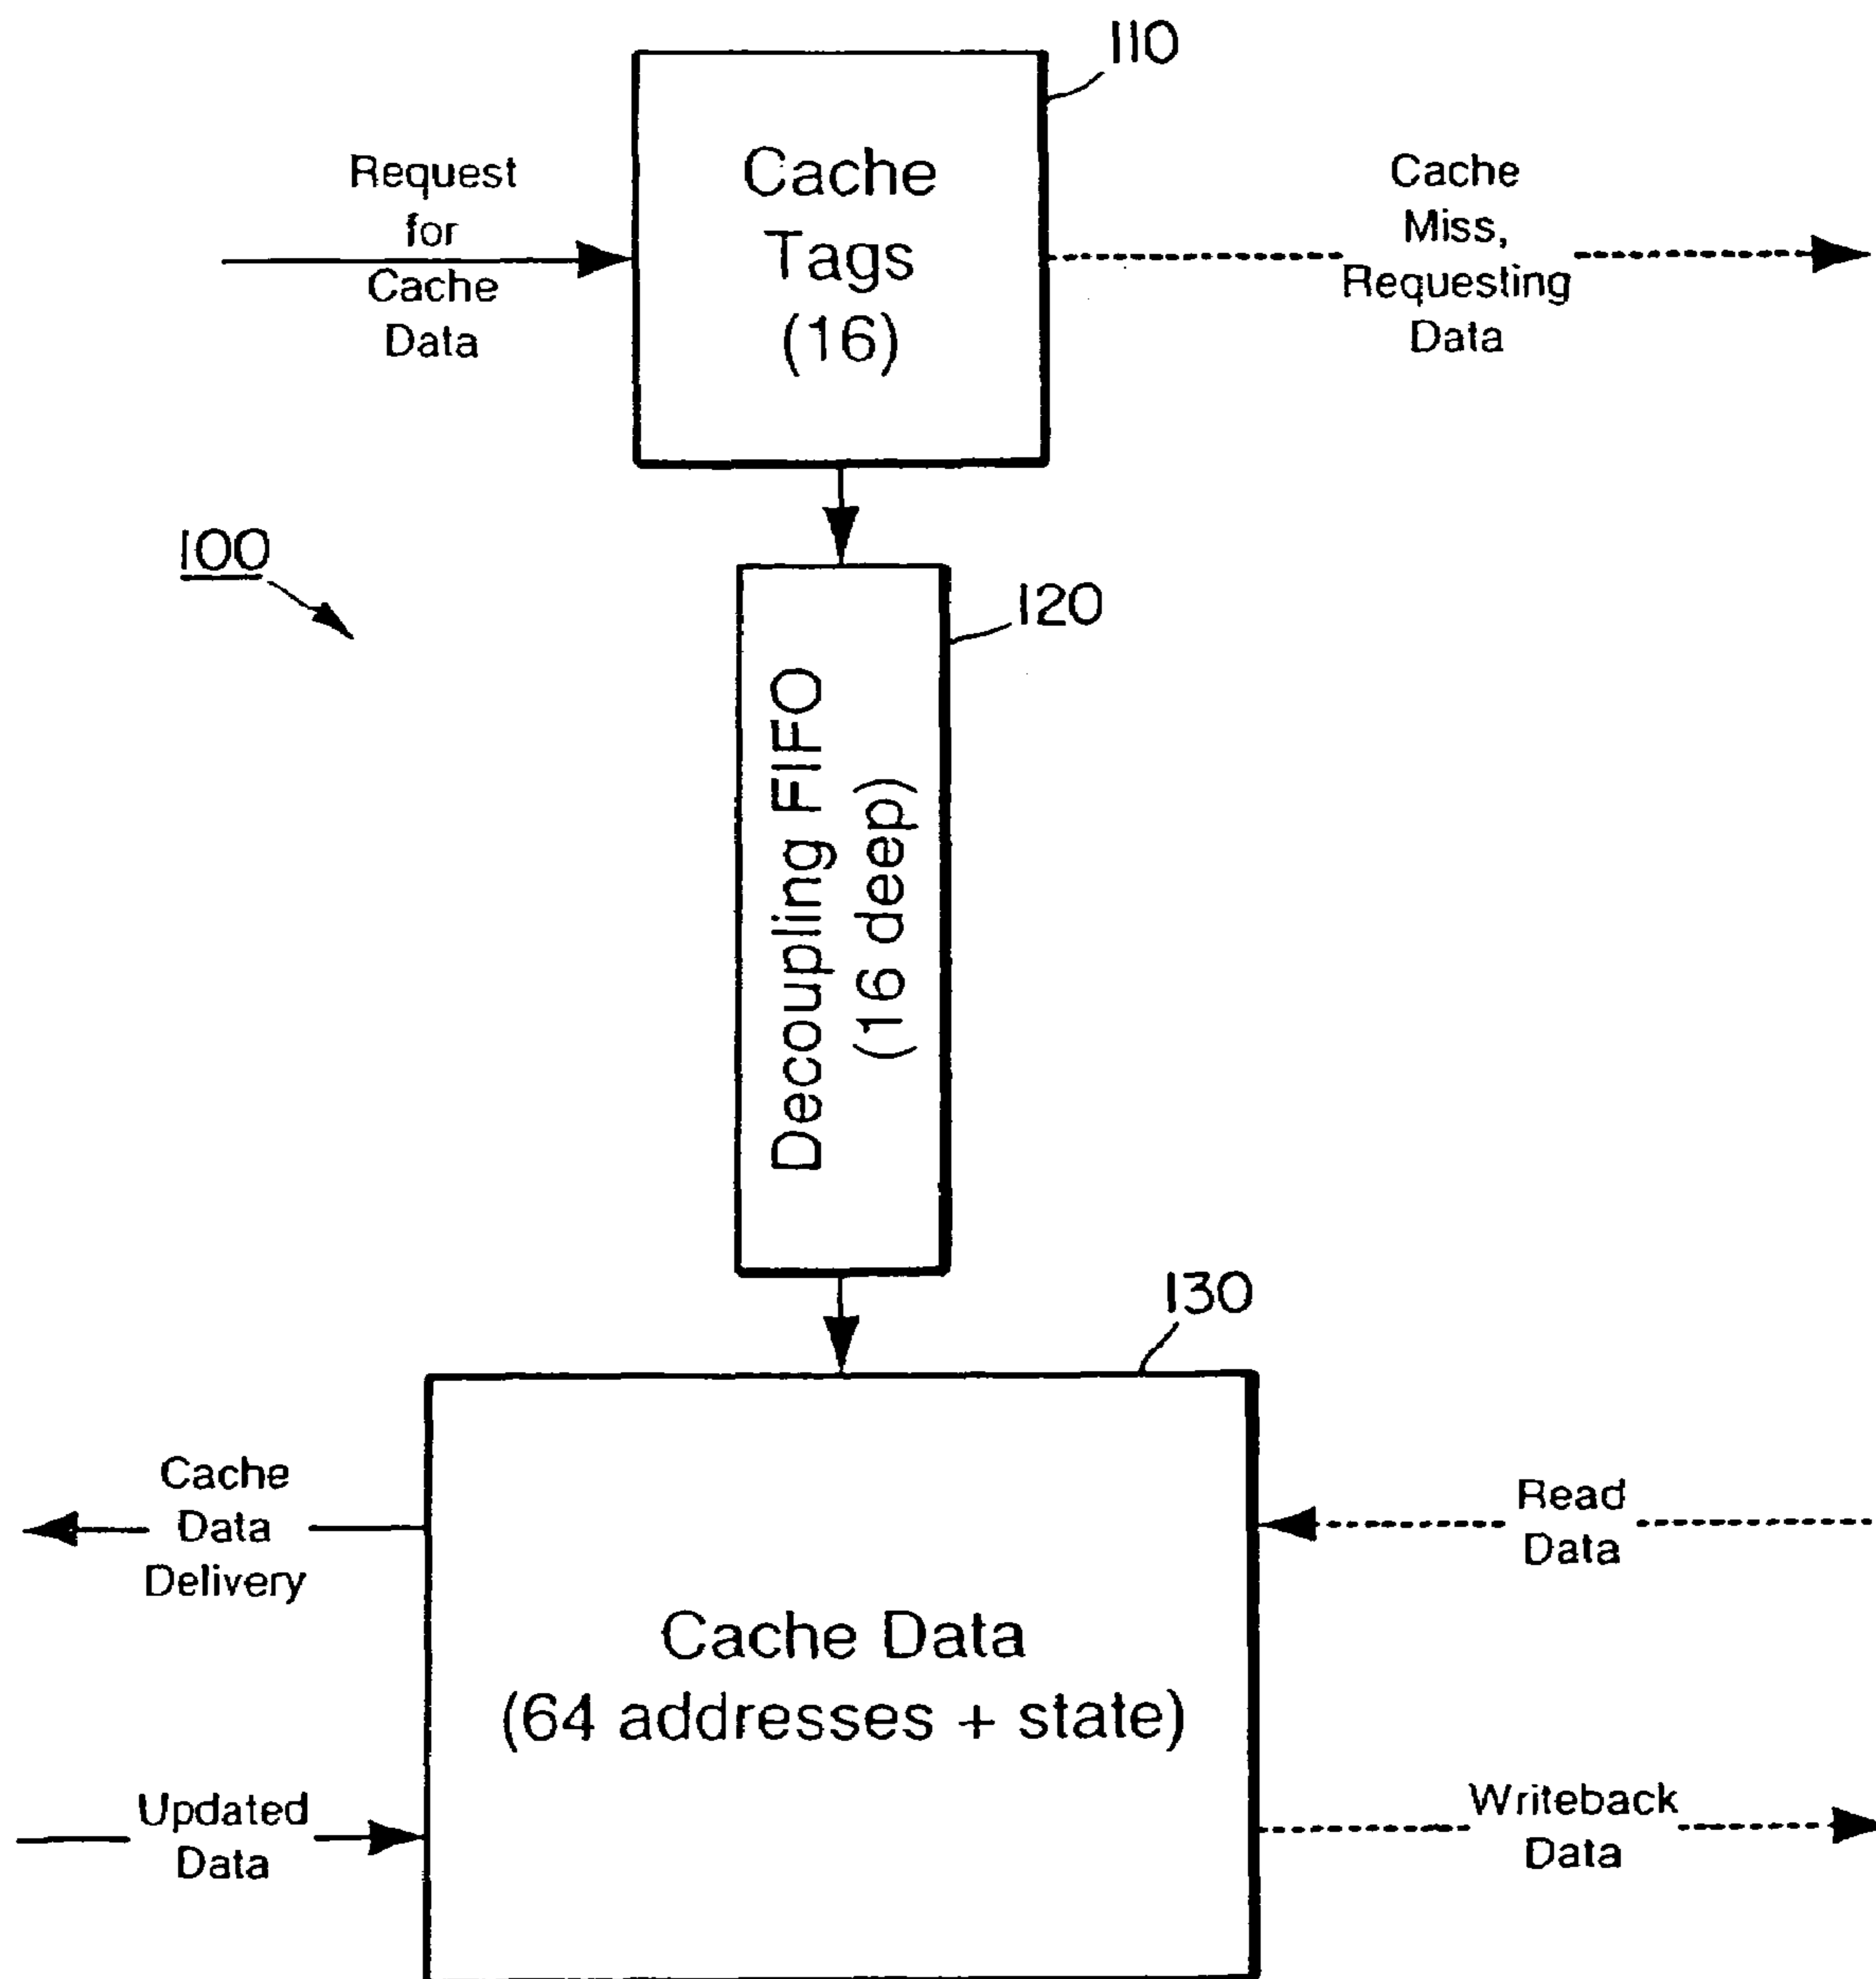 110
Request
for
Cache
Data
Cache
Tags
(16)
Cache
Miss,
Requesting
Data
100
120
Decoupling FIFO
(16 deep)
130
Cache
Data
Delivery
Read
Data
Cache Data
(64 addresses + state)
Updated
Data
Writeback
Data